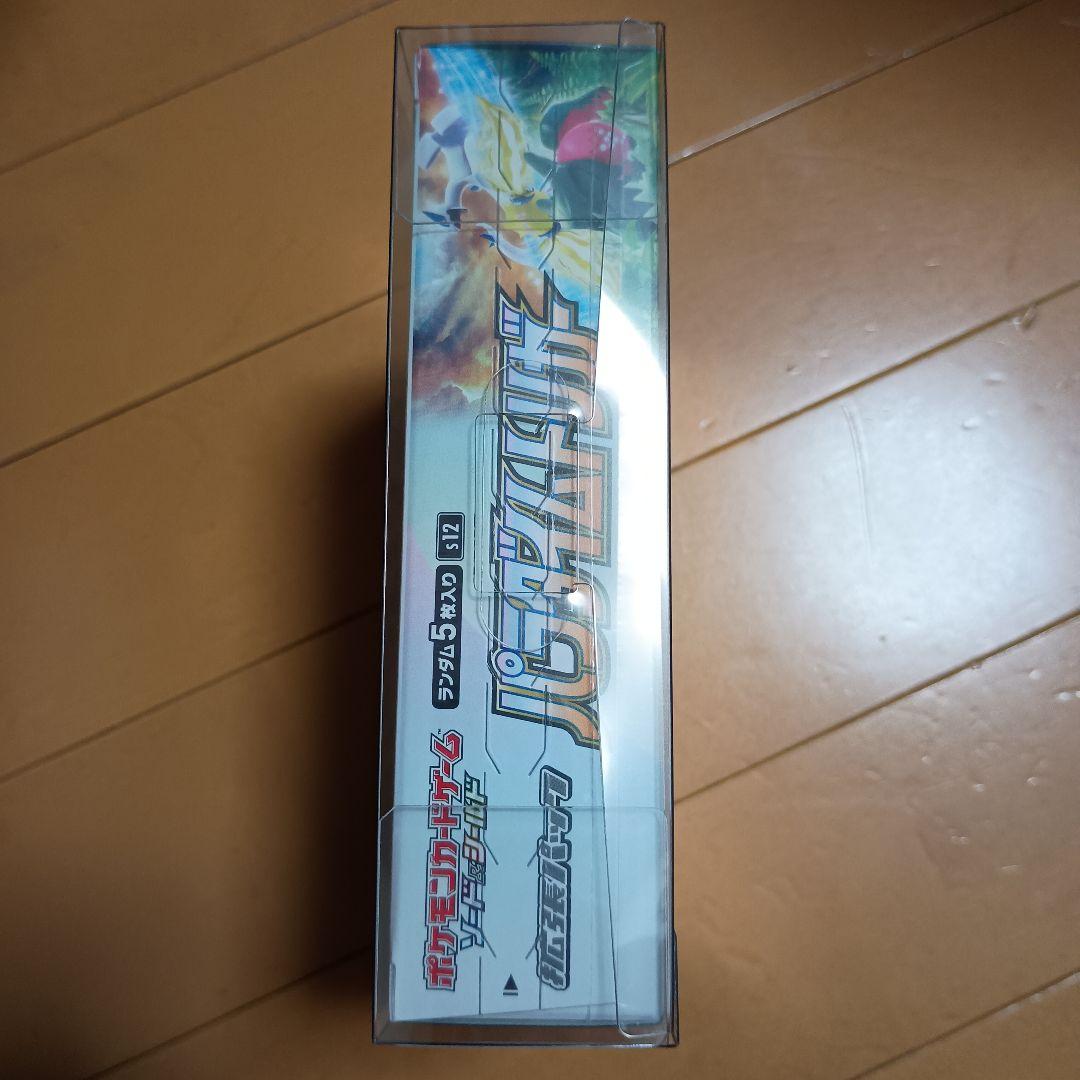 ポケモンカードゲーム™
ソード&シールド
ランダム5枚入り s12
拡張パック
パラダイムトリガー